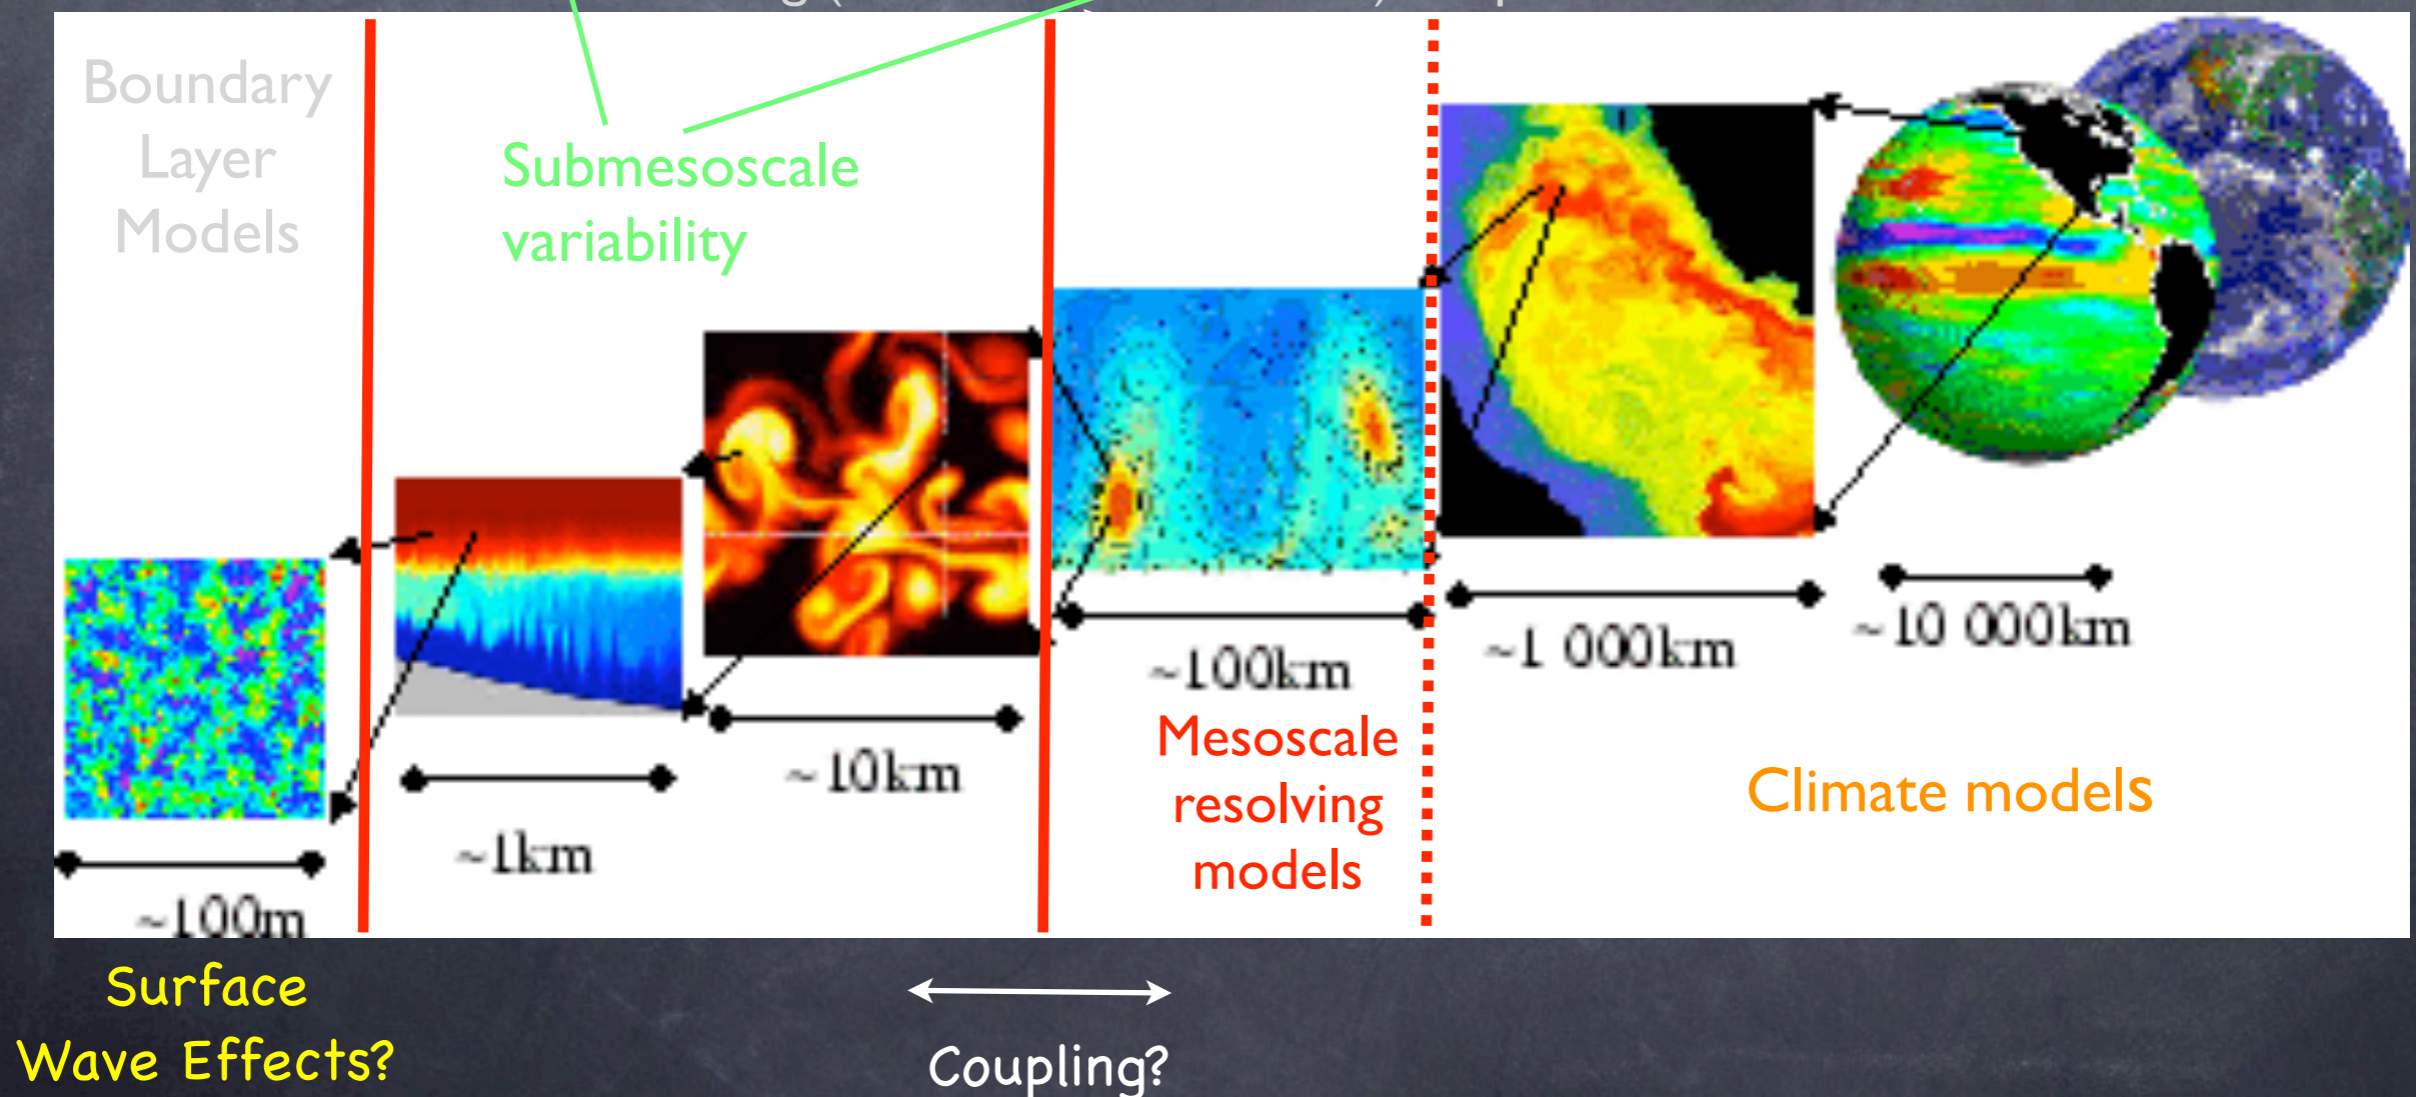 Boundary
Layer
Models
Submesoscale
variability
~100m
~1km
~10km
~100km
~1 000km
~10 000km
Mesoscale
resolving
models
Climate models
Surface
Wave Effects?
Coupling?